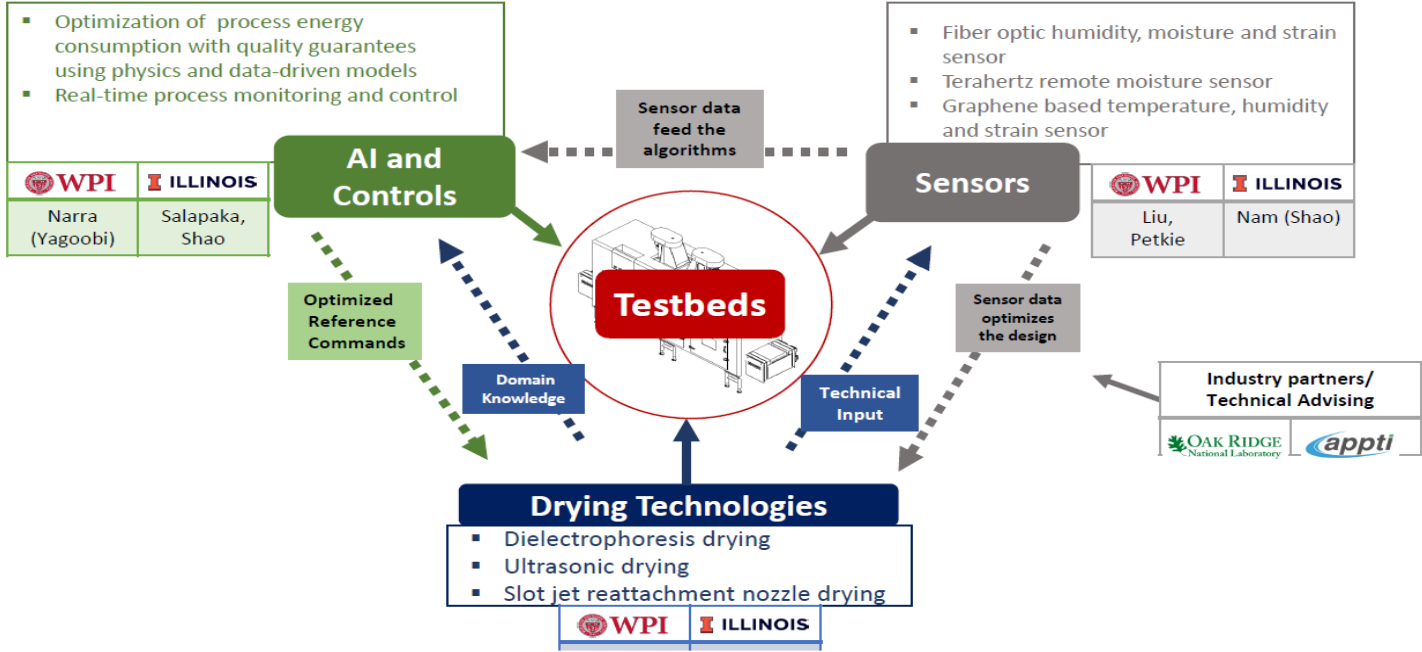 ▪ Optimization of process energy
consumption with quality guarantees
using physics and data-driven models
▪ Real-time process monitoring and control
▪ Fiber optic humidity, moisture and strain
sensor
▪ Terahertz remote moisture sensor
▪ Graphene based temperature, humidity
and strain sensor
Sensor data
feed the
algorithms
AI and
Controls
Sensors
WPI
ILLINOIS
Narra
(Yagoobi)
Salapaka,
Shao
WPI
ILLINOIS
Liu,
Petkie
Nam (Shao)
Testbeds
Optimized
Reference
Commands
Domain
Knowledge
Technical
Input
Sensor data
optimizes
the design
Industry partners/
Technical Advising
OAK RIDGE
National Laboratory
appti
Drying Technologies
▪ Dielectrophoresis drying
▪ Ultrasonic drying
▪ Slot jet reattachment nozzle drying
WPI
ILLINOIS